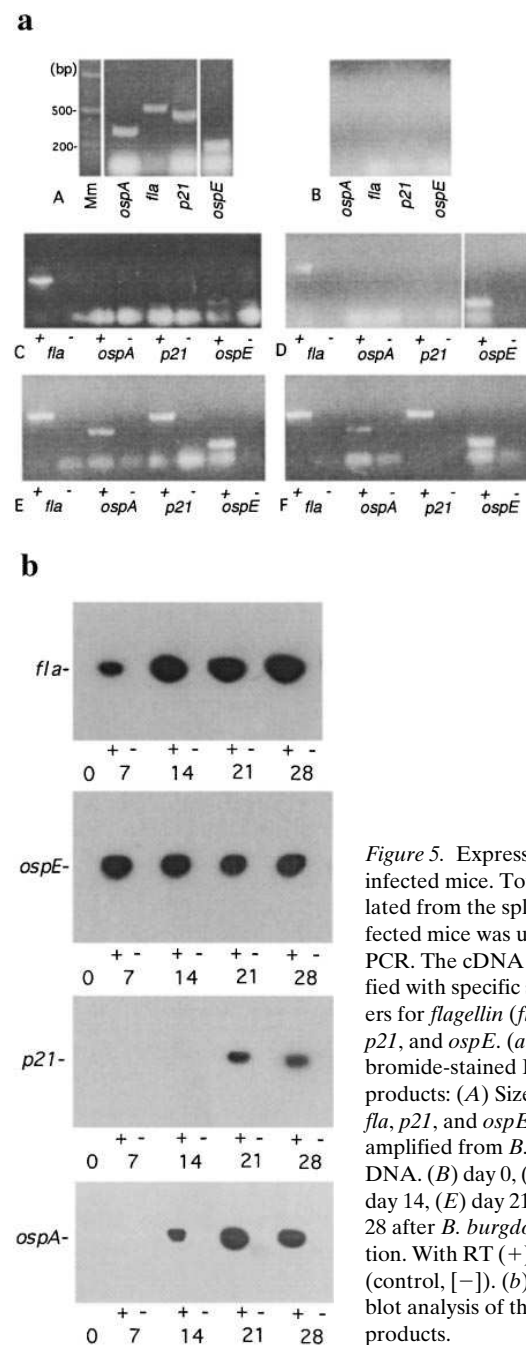 a
(bp)
500-
200-
A Mm ospA fla p21 ospE
B ospA fla p21 ospE
+ - + - + - + -
C fla ospA p21 ospE
+ - + - + - + -
D fla ospA p21 ospE
+ - + - + - + -
E fla ospA p21 ospE
+ - + - + - + -
F fla ospA p21 ospE
b
fla-
+ - + - + - + -
0 7 14 21 28
ospE-
+ - + - + - + -
0 7 14 21 28
p21-
+ - + - + - + -
0 7 14 21 28
ospA-
+ - + - + - + -
0 7 14 21 28
Figure 5. Express
infected mice. To
lated from the spl
fected mice was u
PCR. The cDNA
fied with specific
ers for flagellin (fl
p21, and ospE. (a
bromide-stained
products: (A) Size
fla, p21, and ospE
amplified from B.
DNA. (B) day 0, (
day 14, (E) day 21
28 after B. burgdo
tion. With RT (+)
(control, [−]). (b)
blot analysis of th
products.